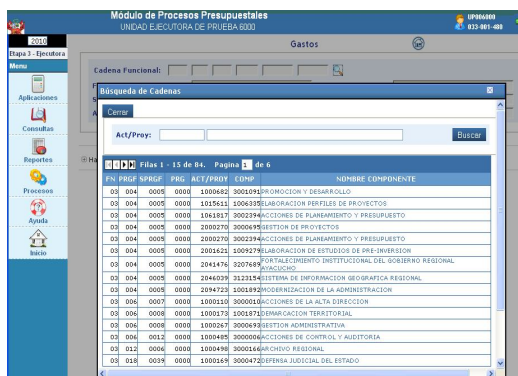 Módulo de Procesos Presupuestales
UNIDAD EJECUTORA DE PRUEBA 6000
UP006000
033-001-488
2010
Etapa 3 - Ejecutora
Gastos
Menu
Aplicaciones
Consultas
Reportes
Procesos
Ayuda
Inicio
Cadena Funcional:
Búsqueda de Cadenas
Cerrar
Act/Proy:
Buscar
Filas 1 - 15 de 84. Pagina 1 de 6
FN PRGF SPRGF PRG ACT/PROY COMP NOMBRE COMPONENTE
03 004 0005 0000 1000682 3001091 PROMOCION Y DESARROLLO
03 004 0005 0000 1015611 1006335 ELABORACION PERFILES DE PROYECTOS
03 004 0005 0000 1061817 3002394 ACCIONES DE PLANEAMIENTO Y PRESUPUESTO
03 004 0005 0000 2000270 3000695 GESTION DE PROYECTOS
03 004 0005 0000 2000270 3002394 ACCIONES DE PLANEAMIENTO Y PRESUPUESTO
03 004 0005 0000 2001621 1009279 ELABORACION DE ESTUDIOS DE PRE-INVERSION
03 004 0005 0000 2041476 3207689 FORTALECIMIENTO INSTITUCIONAL DEL GOBIERNO REGIONAL AYACUCHO
03 004 0005 0000 2046039 3123154 SISTEMA DE INFORMACION GEOGRAFICA REGIONAL
03 004 0005 0000 2094723 1001892 MODERNIZACION DE LA ADMINISTRACION
03 006 0007 0000 1000110 3000010 ACCIONES DE LA ALTA DIRECCION
03 006 0008 0000 1000173 1001871 DEMARCACION TERRITORIAL
03 006 0008 0000 1000267 3000693 GESTION ADMINISTRATIVA
03 006 0012 0000 1000485 3000006 ACCIONES DE CONTROL Y AUDITORIA
03 012 0006 0000 1000498 3000166 ARCHIVO REGIONAL
03 018 0039 0000 1000169 3000472 DEFENSA JUDICIAL DEL ESTADO